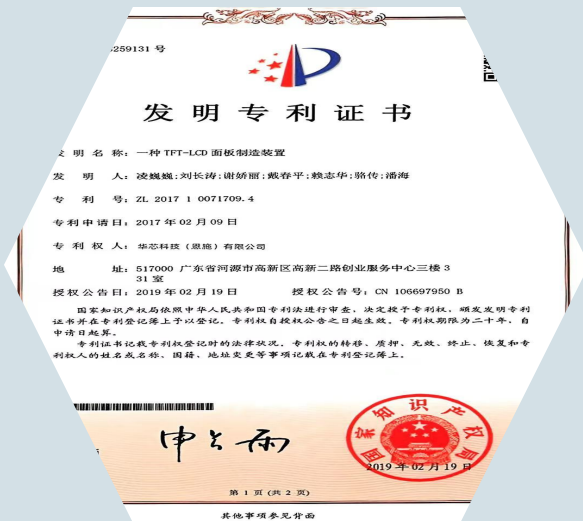 259131 号
发明专利证书
发 明 名 称：一种 TFT-LCD 面板制造装置
发 明 人：凌巍巍;刘长涛;谢娇丽;戴春平;赖志华;骆传;潘海
专 利 号：ZL 2017 1 0071709.4
专利申请日：2017 年 02 月 09 日
专 利 权 人：华芯科技（恩施）有限公司
地 址：517000 广东省河源市高新区高新二路创业服务中心三楼 3
31 室
授权公告日：2019 年 02 月 19 日 授权公告号：CN 106697950 B
国家知识产权局依照中华人民共和国专利法进行审查，决定授予专利权，颁发发明专利
证书并在专利登记簿上予以登记。专利权自授权公告之日起生效。专利权期限为二十年，自
申请日起算。
专利证书记载专利权登记时的法律状况。专利权的转移、质押、无效、终止、恢复和专
利权人的姓名或名称、国籍、地址变更等事项记载在专利登记簿上。
申长雨
国家知识产权局
2019 年 02 月 19 日
第 1 页 (共 2 页)
其他事项参见背面